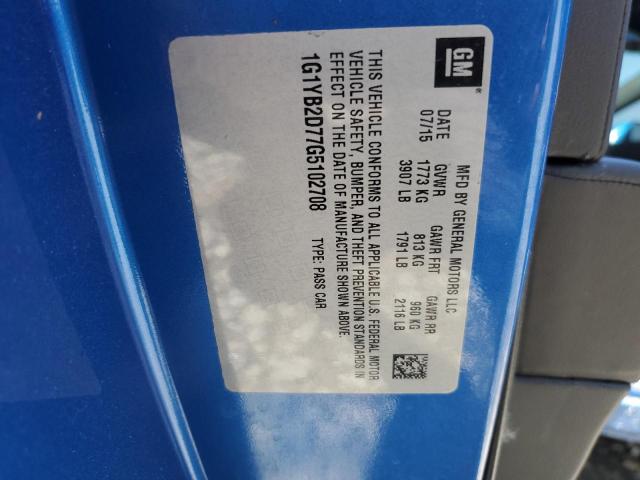 GM®
MFD BY GENERAL MOTORS LLC
DATE GVWR GAWR FRT GAWR RR
07/15 1773 KG 813 KG 960 KG
3907 LB 1791 LB 2116 LB
THIS VEHICLE CONFORMS TO ALL APPLICABLE U.S. FEDERAL MOTOR
VEHICLE SAFETY, BUMPER, AND THEFT PREVENTION STANDARDS IN
EFFECT ON THE DATE OF MANUFACTURE SHOWN ABOVE.
1G1YB2D77G5102708 TYPE: PASS CAR